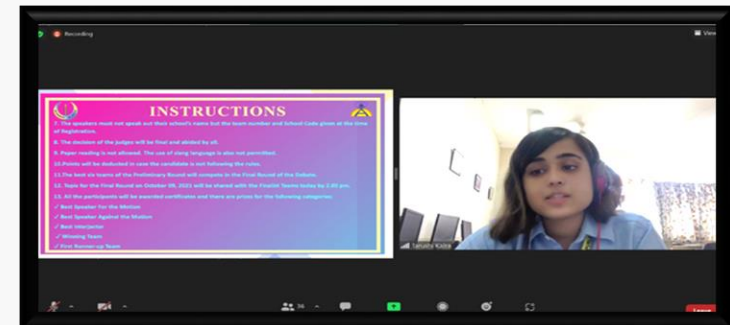 Recording
View
INSTRUCTIONS
7. The speakers must not speak out their school's name but the team number and School Code given at the time
of Registration.
8. The decision of the judges will be final and abided by all.
9. Paper reading is not allowed. The use of slang language is also not permitted.
10.Points will be deducted in case the candidate is not following the rules.
11.The best six teams of the Preliminary Round will compete in the Final Round of the Debate.
12. Topic for the Final Round on October 09, 2021 will be shared with the Finalist Teams today by 2.00 pm.
13. All the participants will be awarded certificates and there are prizes for the following categories:
✓ Best Speaker For the Motion
✓ Best Speaker Against the Motion
✓ Best Interjector
✓ Winning Team
✓ First Runner-up Team
36
Leave